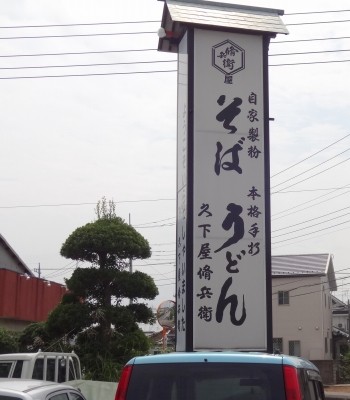 脩兵衛
屋
自家製粉
そば
本格手打
うどん
久下屋脩兵衛